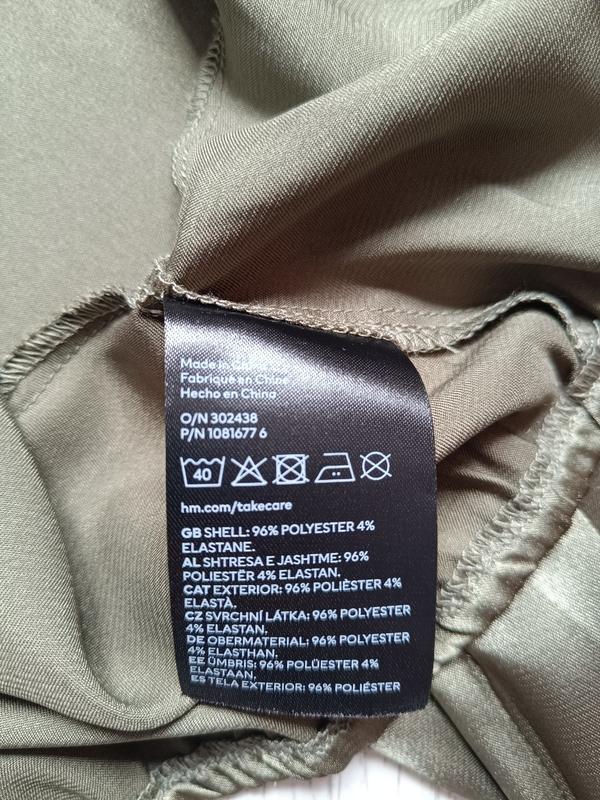 Made in China
Fabriqué en Chine
Hecho en China
O/N 302438
P/N 1081677 6
40
hm.com/takecare
GB SHELL: 96% POLYESTER 4%
ELASTANE.
AL SHTRESA E JASHTME: 96%
POLIESTËR 4% ELASTAN.
CAT EXTERIOR: 96% POLIÈSTER 4%
ELASTÀ.
CZ SVRCHNÍ LÁTKA: 96% POLYESTER
4% ELASTAN.
DE OBERMATERIAL: 96% POLYESTER
4% ELASTHAN.
EE ÜMBRIS: 96% POLÜESTER 4%
ELASTAAN.
ES TELA EXTERIOR: 96% POLIÉSTER